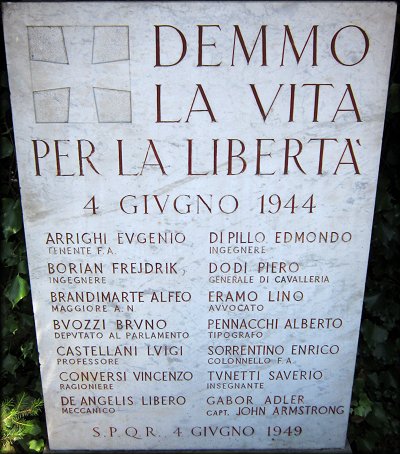 DEMMO
LA VITA
PER LA LIBERTÀ
4 GIVGNO 1944
ARRIGHI EVGENIO
TENENTE F.A.
BORIAN FREJDRIK
INGEGNERE
BRANDIMARTE ALFEO
MAGGIORE A.N.
BVOZZI BRVNO
DEPVTATO AL PARLAMENTO
CASTELLANI LVIGI
PROFESSORE
CONVERSI VINCENZO
RAGIONIERE
DE ANGELIS LIBERO
MECCANICO
DI PILLO EDMONDO
INGEGNERE
DODI PIERO
GENERALE DI CAVALLERIA
ERAMO LINO
AVVOCATO
PENNACCHI ALBERTO
TIPOGRAFO
SORRENTINO ENRICO
COLONNELLO F.A.
TVNETTI SAVERIO
INSEGNANTE
GABOR ADLER
CAPT. JOHN ARMSTRONG
S.P.Q.R. 4 GIVGNO 1949